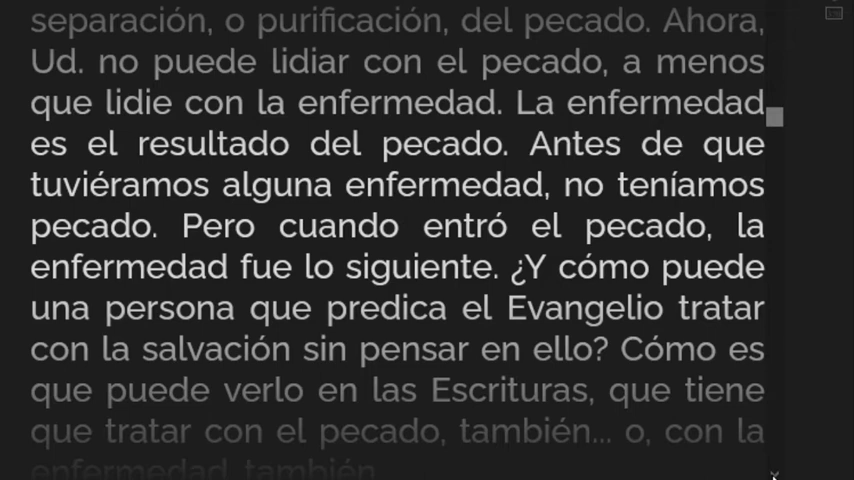 separación, o purificación, del pecado. Ahora,
Ud. no puede lidiar con el pecado, a menos
que lidie con la enfermedad. La enfermedad
es el resultado del pecado. Antes de que
tuviéramos alguna enfermedad, no teníamos
pecado. Pero cuando entró el pecado, la
enfermedad fue lo siguiente. ¿Y cómo puede
una persona que predica el Evangelio tratar
con la salvación sin pensar en ello? Cómo es
que puede verlo en las Escrituras, que tiene
que tratar con el pecado, también... o, con la
enfermedad, también